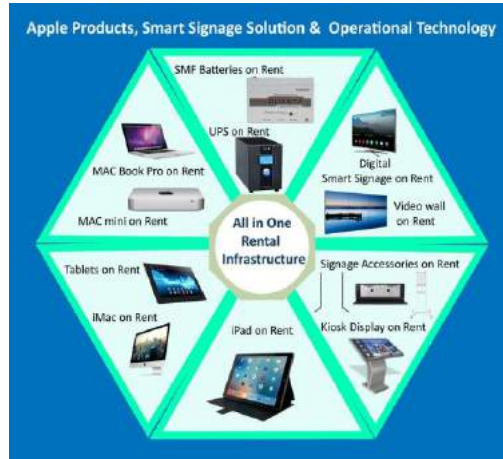 Apple Products, Smart Signage Solution & Operational Technology
SMF Batteries on Rent
UPS on Rent
MAC Book Pro on Rent
MAC mini on Rent
Digital
Smart Signage on Rent
Video wall
on Rent
All in One
Rental
Infrastructure
Tablets on Rent
iMac on Rent
iPad on Rent
Signage Accessories on Rent
Kiosk Display on Rent